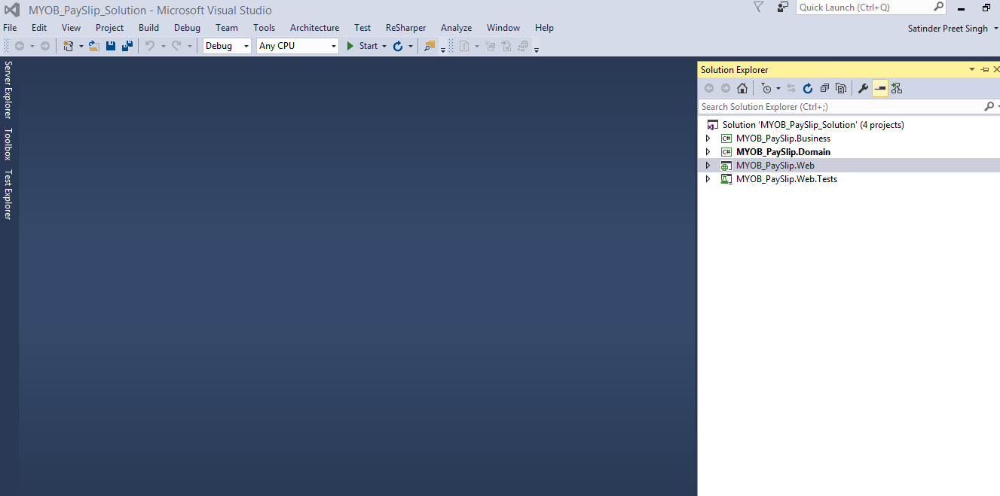 MYOB_PaySlip_Solution - Microsoft Visual Studio
Quick Launch (Ctrl+Q)
File Edit View Project Build Debug Team Tools Architecture Test ReSharper Analyze Window Help
Satinder Preet Singh
Debug Any CPU Start
Server Explorer
Toolbox
Test Explorer
Solution Explorer
Search Solution Explorer (Ctrl+;)
Solution 'MYOB_PaySlip_Solution' (4 projects)
C# MYOB_PaySlip.Business
C# MYOB_PaySlip.Domain
MYOB_PaySlip.Web
MYOB_PaySlip.Web.Tests